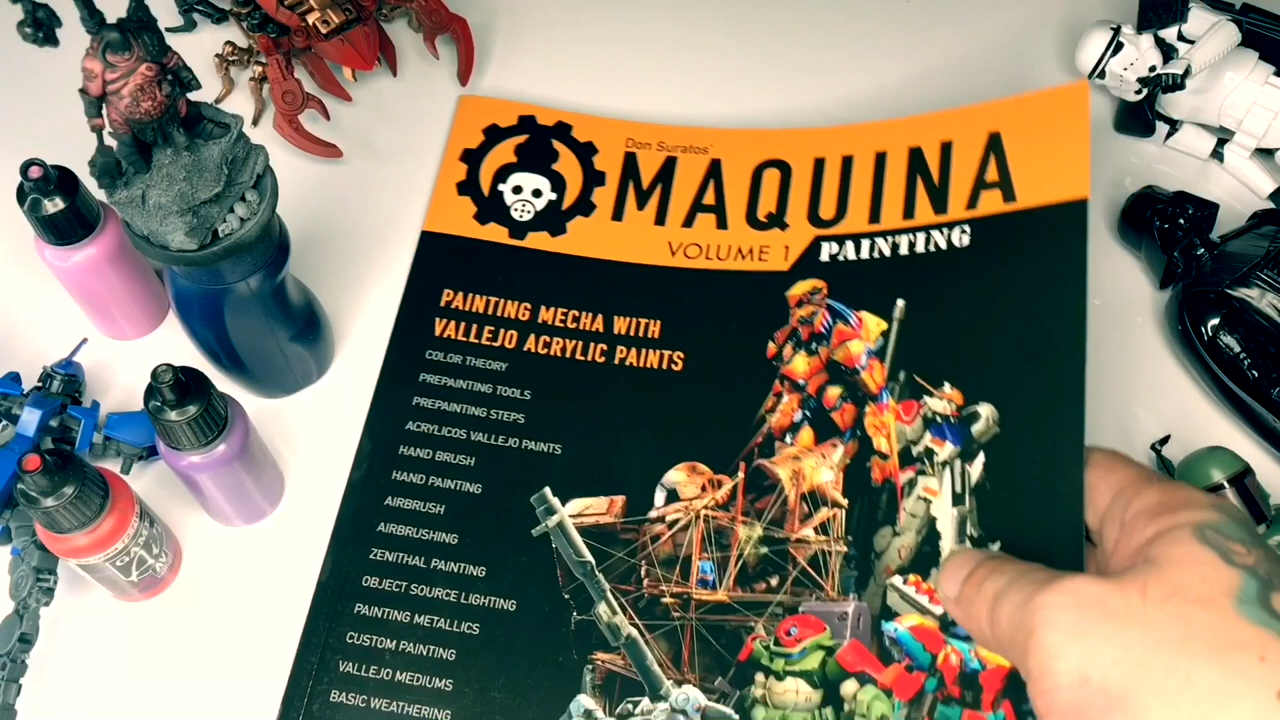 Don Suratos'
MAQUINA
VOLUME 1 PAINTING
PAINTING MECHA WITH
VALLEJO ACRYLIC PAINTS
COLOR THEORY
PREPAINTING TOOLS
PREPAINTING STEPS
ACRYLICOS VALLEJO PAINTS
HAND BRUSH
HAND PAINTING
AIRBRUSH
AIRBRUSHING
ZENITHAL PAINTING
OBJECT SOURCE LIGHTING
PAINTING METALLICS
CUSTOM PAINTING
VALLEJO MEDIUMS
BASIC WEATHERING